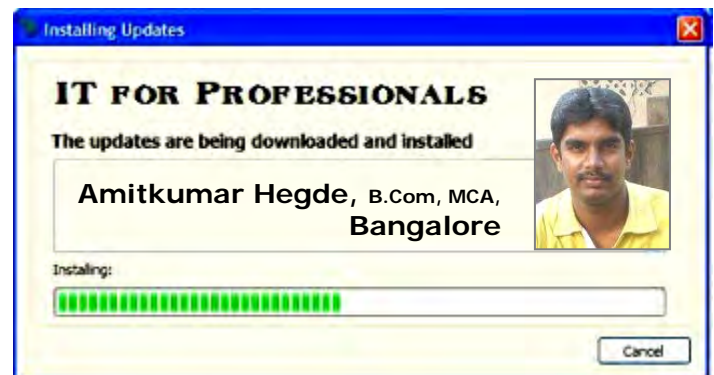 Installing Updates
IT FOR PROFESSIONALS
The updates are being downloaded and installed
Amitkumar Hegde, B.Com, MCA,
Bangalore
Installing:
Cancel